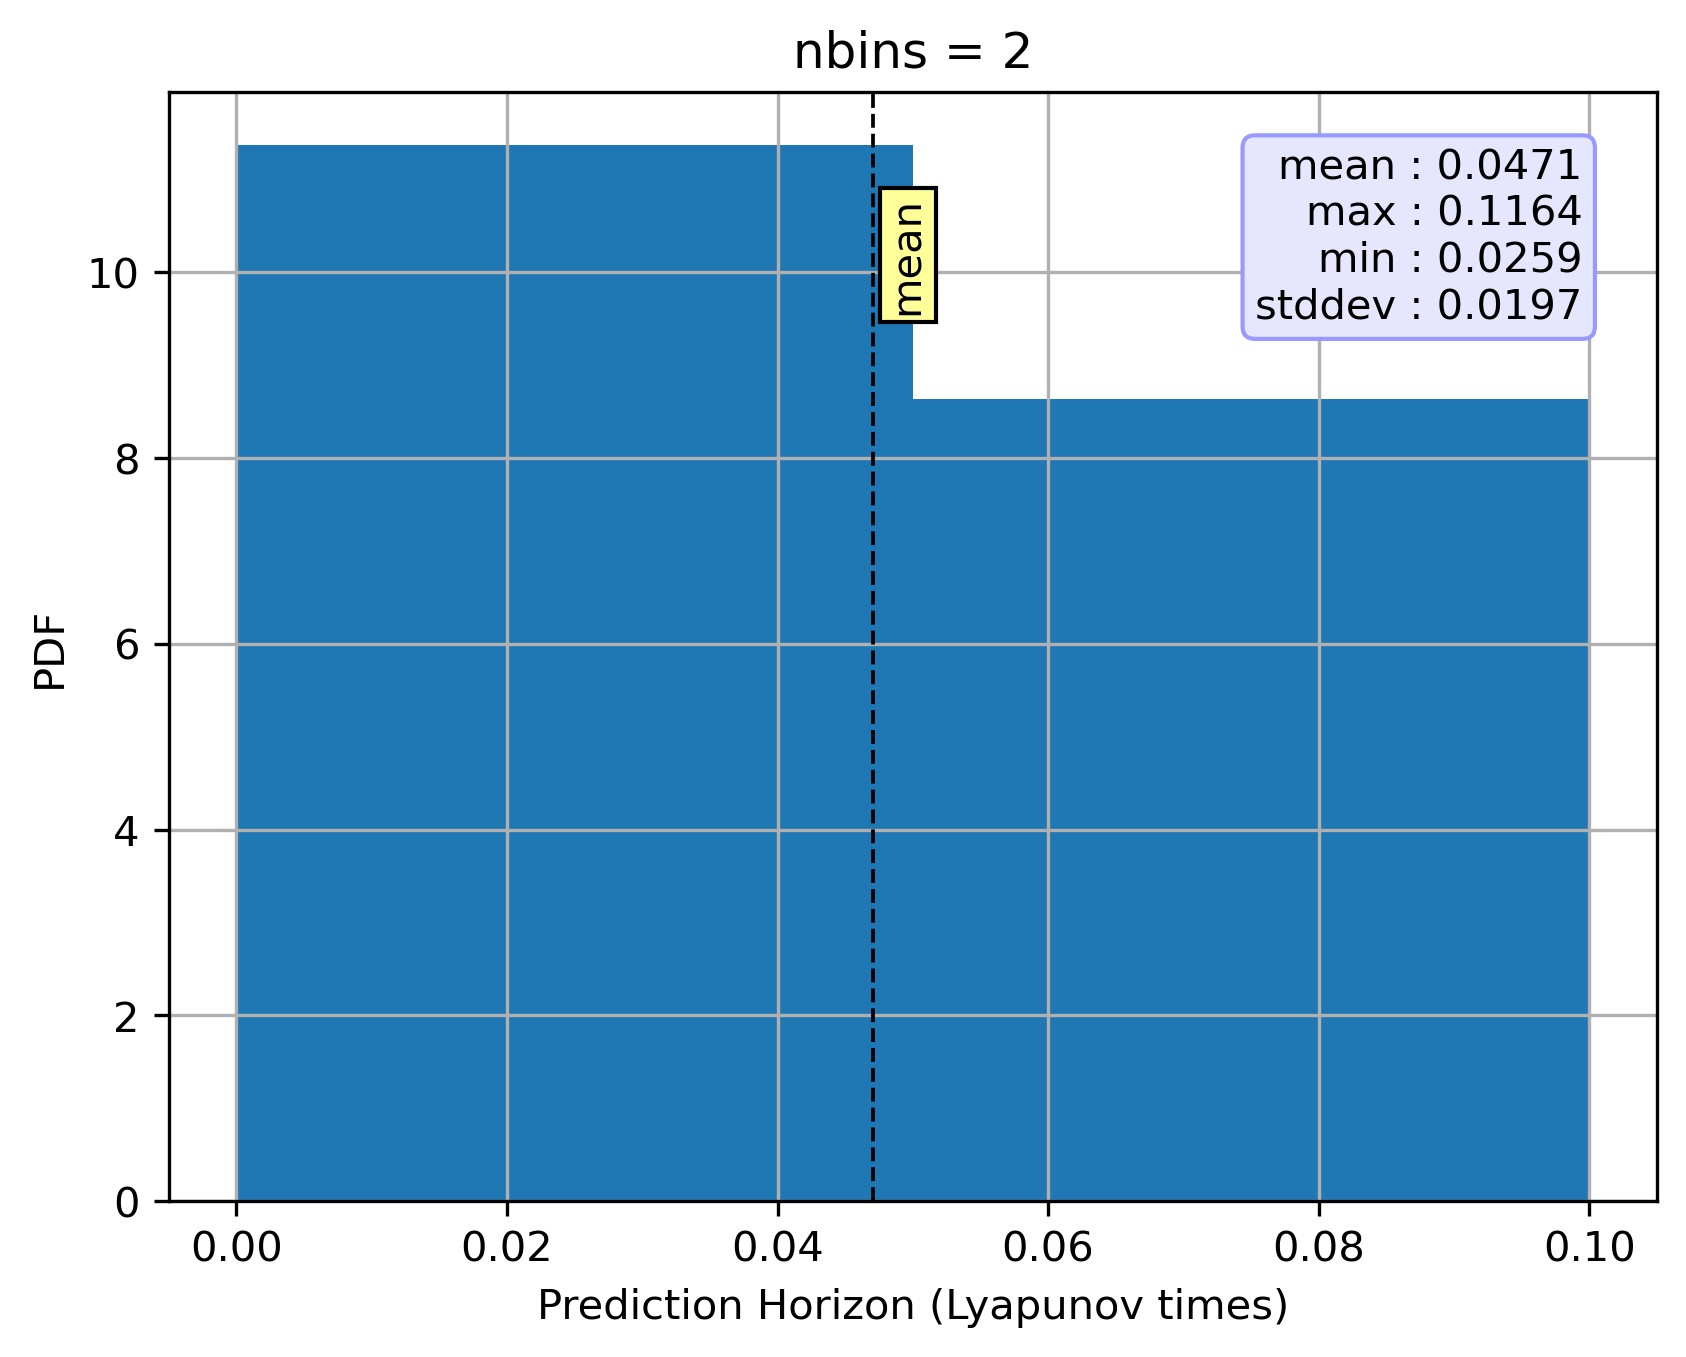 nbins = 2
mean : 0.0471
max : 0.1164
min : 0.0259
stddev : 0.0197
mean
10
8
6
4
2
0
PDF
0.00 0.02 0.04 0.06 0.08 0.10
Prediction Horizon (Lyapunov times)